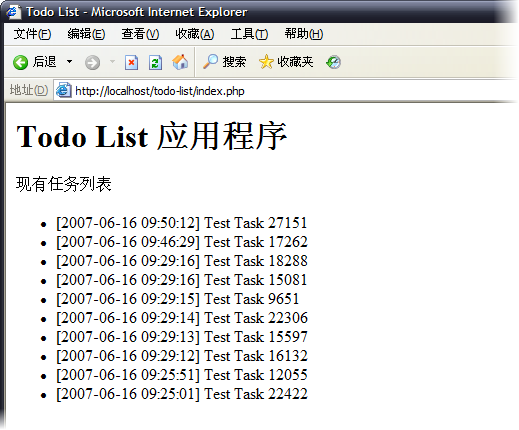 Todo List - Microsoft Internet Explorer
文件(F) 编辑(E) 查看(V) 收藏(A) 工具(T) 帮助(H)
后退 搜索 收藏夹
地址(D) http://localhost/todo-list/index.php
Todo List 应用程序
现有任务列表
[2007-06-16 09:50:12] Test Task 27151
[2007-06-16 09:46:29] Test Task 17262
[2007-06-16 09:29:16] Test Task 18288
[2007-06-16 09:29:16] Test Task 15081
[2007-06-16 09:29:15] Test Task 9651
[2007-06-16 09:29:14] Test Task 22306
[2007-06-16 09:29:13] Test Task 15597
[2007-06-16 09:29:12] Test Task 16132
[2007-06-16 09:25:51] Test Task 12055
[2007-06-16 09:25:01] Test Task 22422